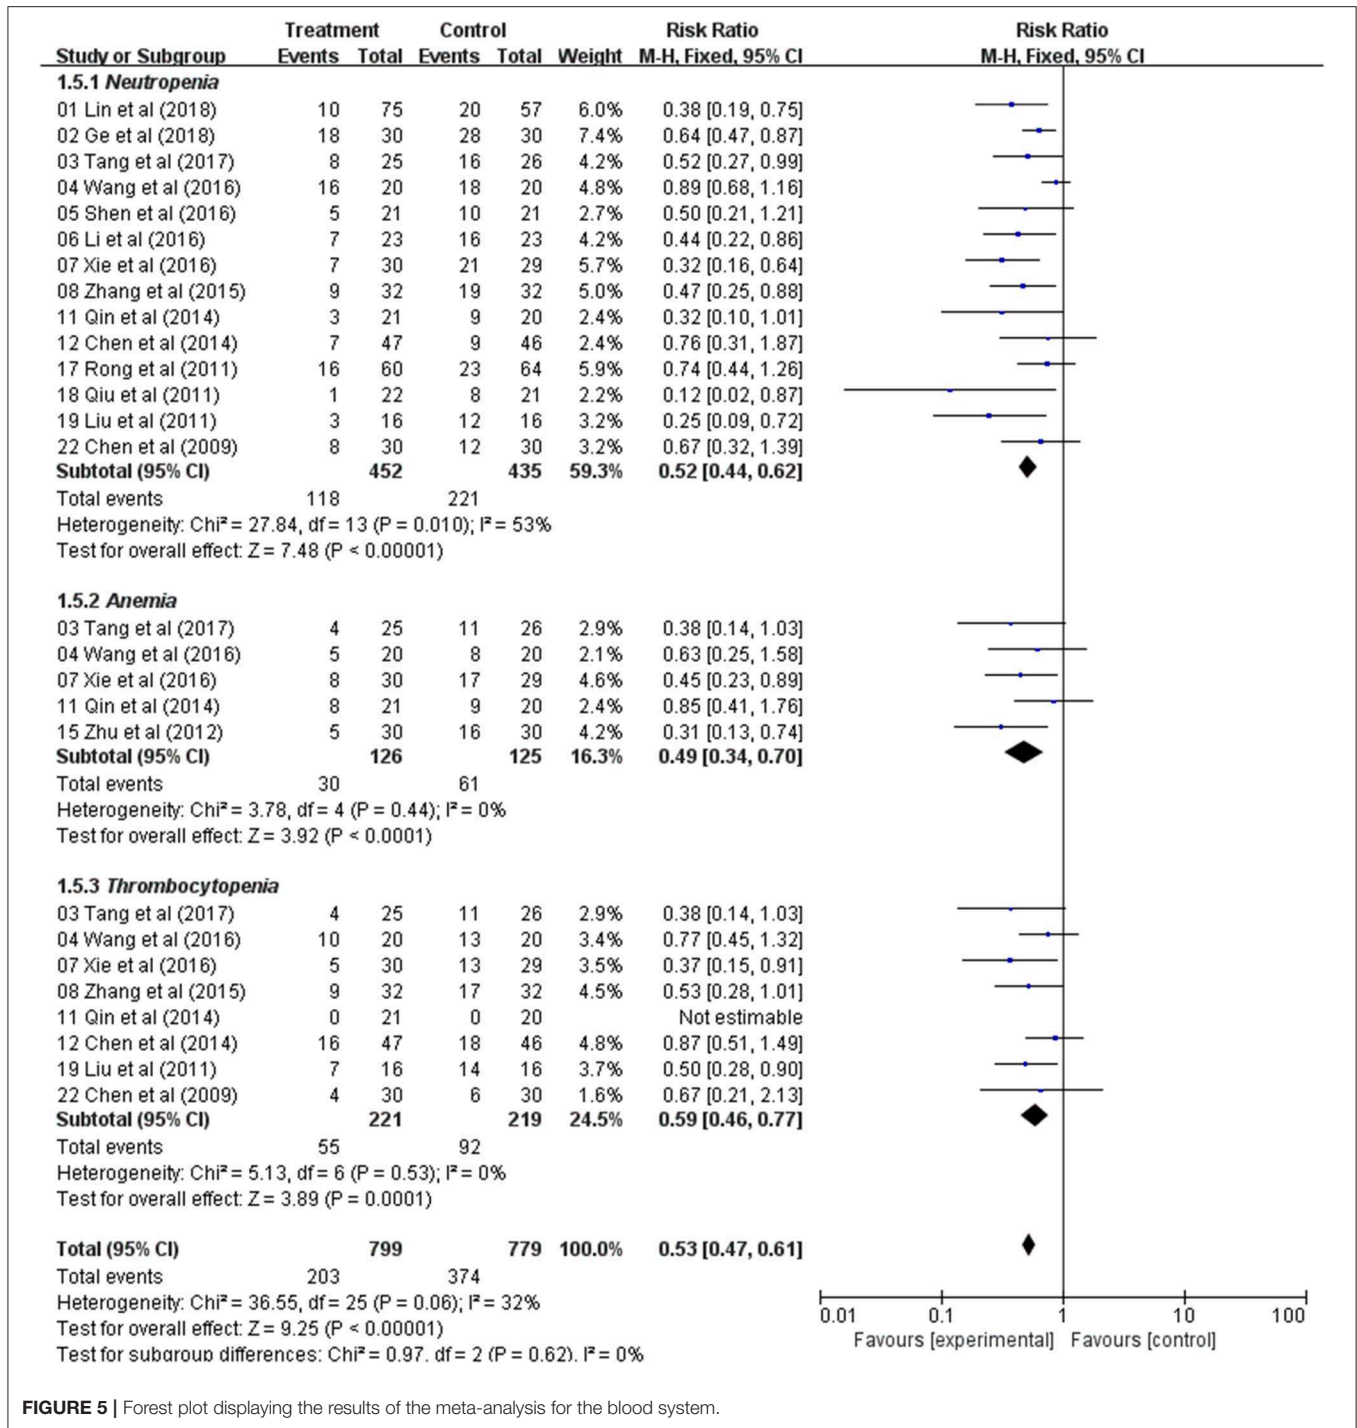 Treatment Control Risk Ratio Risk Ratio
Study or Subgroup Events Total Events Total Weight M-H, Fixed, 95% CI M-H, Fixed, 95% CI
1.5.1 Neutropenia
01 Lin et al (2018) 10 75 20 57 6.0% 0.38 [0.19, 0.75]
02 Ge et al (2018) 18 30 28 30 7.4% 0.64 [0.47, 0.87]
03 Tang et al (2017) 8 25 16 26 4.2% 0.52 [0.27, 0.99]
04 Wang et al (2016) 16 20 18 20 4.8% 0.89 [0.68, 1.16]
05 Shen et al (2016) 5 21 10 21 2.7% 0.50 [0.21, 1.21]
06 Li et al (2016) 7 23 16 23 4.2% 0.44 [0.22, 0.86]
07 Xie et al (2016) 7 30 21 29 5.7% 0.32 [0.16, 0.64]
08 Zhang et al (2015) 9 32 19 32 5.0% 0.47 [0.25, 0.88]
11 Qin et al (2014) 3 21 9 20 2.4% 0.32 [0.10, 1.01]
12 Chen et al (2014) 7 47 9 46 2.4% 0.76 [0.31, 1.87]
17 Rong et al (2011) 16 60 23 64 5.9% 0.74 [0.44, 1.26]
18 Qiu et al (2011) 1 22 8 21 2.2% 0.12 [0.02, 0.87]
19 Liu et al (2011) 3 16 12 16 3.2% 0.25 [0.09, 0.72]
22 Chen et al (2009) 8 30 12 30 3.2% 0.67 [0.32, 1.39]
Subtotal (95% CI) 452 435 59.3% 0.52 [0.44, 0.62]
Total events 118 221
Heterogeneity: Chi² = 27.84, df = 13 (P = 0.010); I² = 53%
Test for overall effect: Z = 7.48 (P < 0.00001)
1.5.2 Anemia
03 Tang et al (2017) 4 25 11 26 2.9% 0.38 [0.14, 1.03]
04 Wang et al (2016) 5 20 8 20 2.1% 0.63 [0.25, 1.58]
07 Xie et al (2016) 8 30 17 29 4.6% 0.45 [0.23, 0.89]
11 Qin et al (2014) 8 21 9 20 2.4% 0.85 [0.41, 1.76]
15 Zhu et al (2012) 5 30 16 30 4.2% 0.31 [0.13, 0.74]
Subtotal (95% CI) 126 125 16.3% 0.49 [0.34, 0.70]
Total events 30 61
Heterogeneity: Chi² = 3.78, df = 4 (P = 0.44); I² = 0%
Test for overall effect: Z = 3.92 (P < 0.0001)
1.5.3 Thrombocytopenia
03 Tang et al (2017) 4 25 11 26 2.9% 0.38 [0.14, 1.03]
04 Wang et al (2016) 10 20 13 20 3.4% 0.77 [0.45, 1.32]
07 Xie et al (2016) 5 30 13 29 3.5% 0.37 [0.15, 0.91]
08 Zhang et al (2015) 9 32 17 32 4.5% 0.53 [0.28, 1.01]
11 Qin et al (2014) 0 21 0 20 Not estimable
12 Chen et al (2014) 16 47 18 46 4.8% 0.87 [0.51, 1.49]
19 Liu et al (2011) 7 16 14 16 3.7% 0.50 [0.28, 0.90]
22 Chen et al (2009) 4 30 6 30 1.6% 0.67 [0.21, 2.13]
Subtotal (95% CI) 221 219 24.5% 0.59 [0.46, 0.77]
Total events 55 92
Heterogeneity: Chi² = 5.13, df = 6 (P = 0.53); I² = 0%
Test for overall effect: Z = 3.89 (P = 0.0001)
Total (95% CI) 799 779 100.0% 0.53 [0.47, 0.61]
Total events 203 374
Heterogeneity: Chi² = 36.55, df = 25 (P = 0.06); I² = 32%
Test for overall effect: Z = 9.25 (P < 0.00001)
Test for subgroup differences: Chi² = 0.97, df = 2 (P = 0.62), I² = 0%
0.01 0.1 1 10 100
Favours [experimental] Favours [control]
FIGURE 5 | Forest plot displaying the results of the meta-analysis for the blood system.